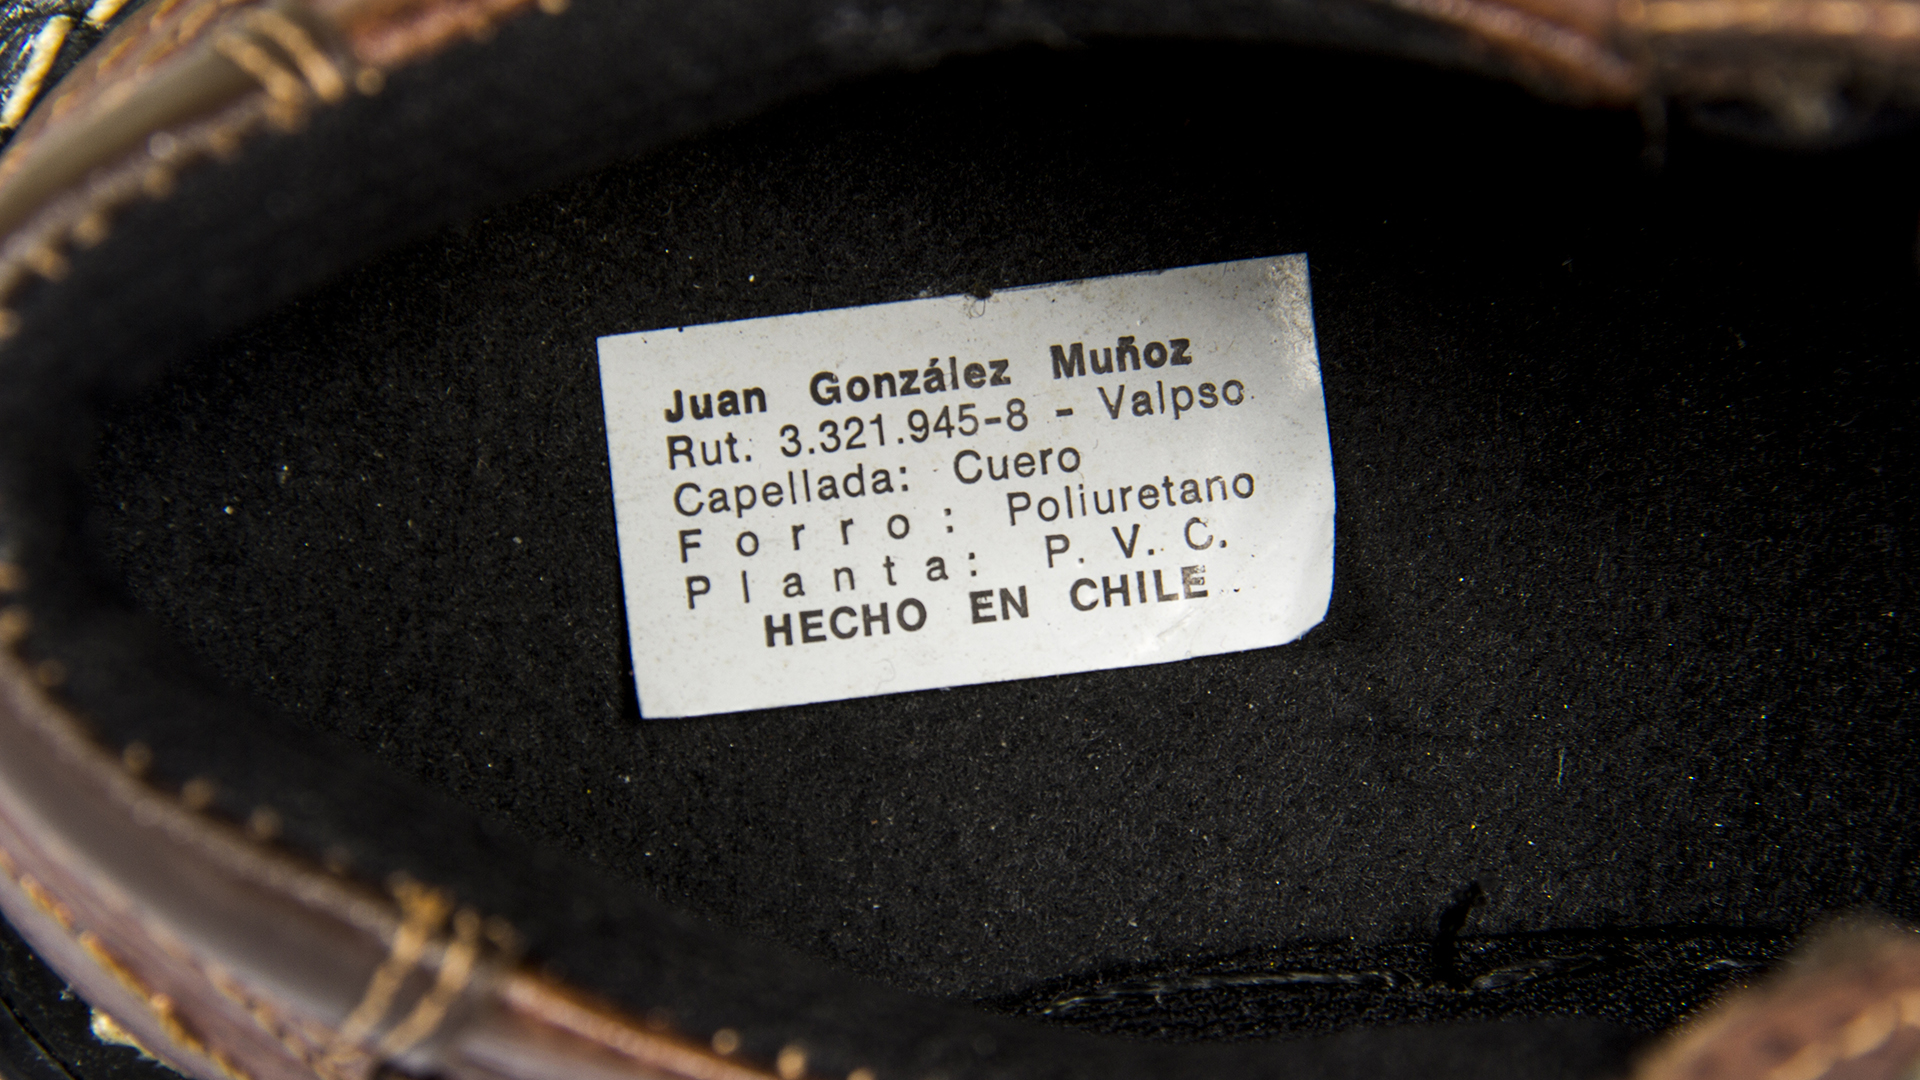 Juan González Muñoz
Rut. 3.321.945-8 - Valpso.
Capellada: Cuero
Forro: Poliuretano
Planta: P. V. C.
HECHO EN CHILE